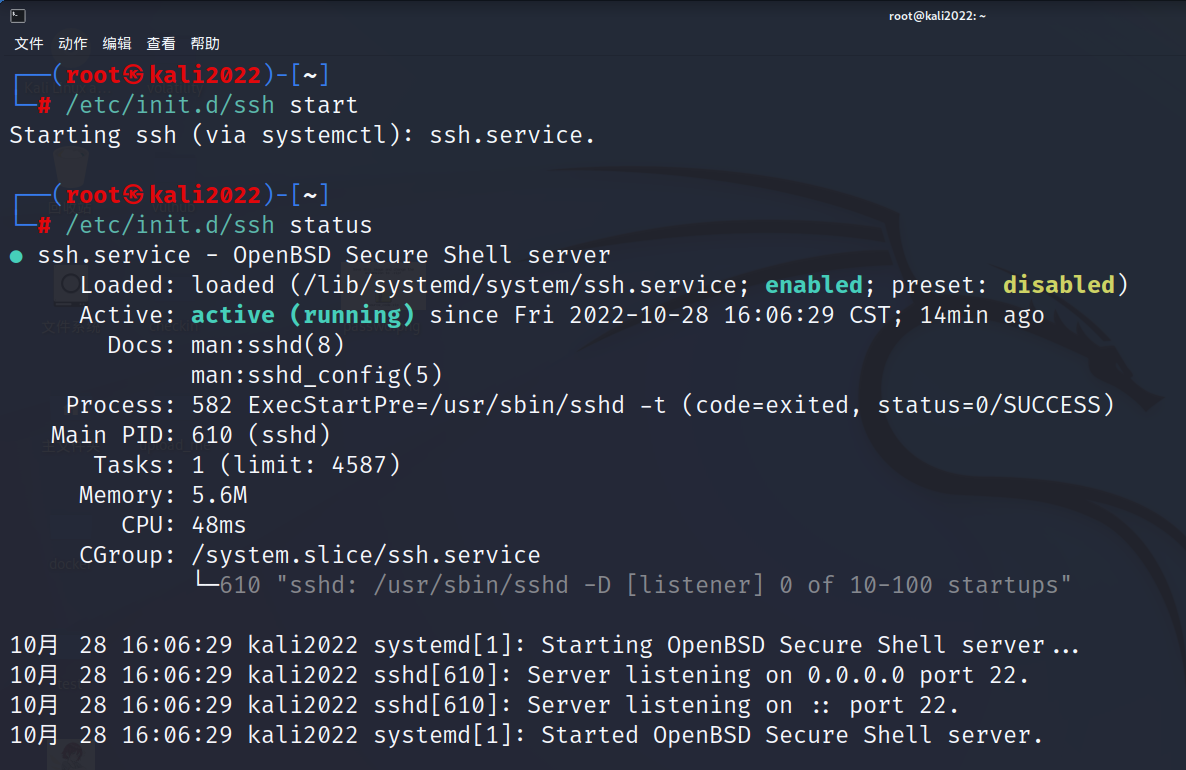 root@kali2022: ~
文件 动作 编辑 查看 帮助
┌──(root㉿kali2022)-[~]
└─# /etc/init.d/ssh start
Starting ssh (via systemctl): ssh.service.
┌──(root㉿kali2022)-[~]
└─# /etc/init.d/ssh status
● ssh.service - OpenBSD Secure Shell server
Loaded: loaded (/lib/systemd/system/ssh.service; enabled; preset: disabled)
Active: active (running) since Fri 2022-10-28 16:06:29 CST; 14min ago
Docs: man:sshd(8)
man:sshd_config(5)
Process: 582 ExecStartPre=/usr/sbin/sshd -t (code=exited, status=0/SUCCESS)
Main PID: 610 (sshd)
Tasks: 1 (limit: 4587)
Memory: 5.6M
CPU: 48ms
CGroup: /system.slice/ssh.service
└─610 "sshd: /usr/sbin/sshd -D [listener] 0 of 10-100 startups"
10月 28 16:06:29 kali2022 systemd[1]: Starting OpenBSD Secure Shell server...
10月 28 16:06:29 kali2022 sshd[610]: Server listening on 0.0.0.0 port 22.
10月 28 16:06:29 kali2022 sshd[610]: Server listening on :: port 22.
10月 28 16:06:29 kali2022 systemd[1]: Started OpenBSD Secure Shell server.